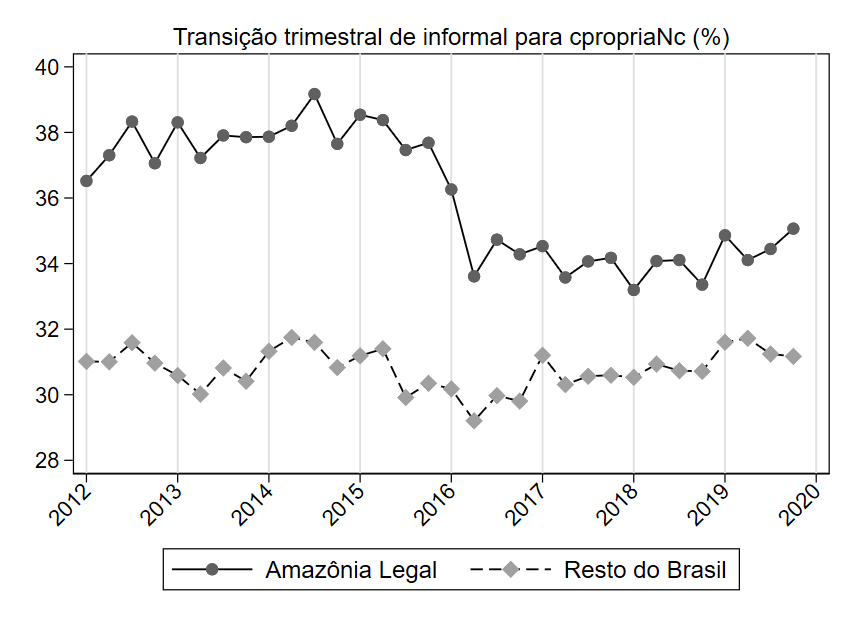 Transição trimestral de informal para cpropriaNc (%)
40
38
36
34
32
30
28
2012 2013 2014 2015 2016 2017 2018 2019 2020
Amazônia Legal Resto do Brasil